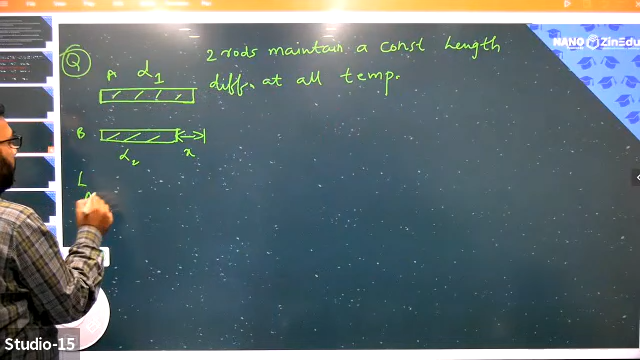 Q
2 rods maintain a const Length
diff. at all temp.
A α₁
B x
α₂
L
NANO ZinEdu
Studio-15